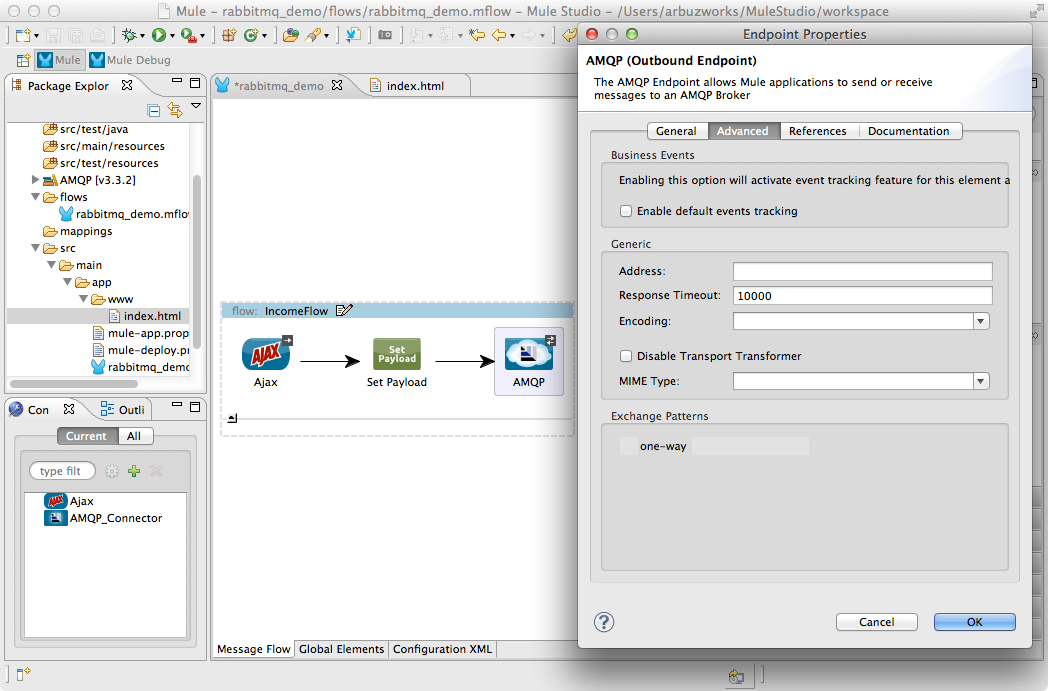 Mule – rabbitmq_demo/flows/rabbitmq_demo.mflow – Mule Studio – /Users/arbuzworks/MuleStudio/workspace
Mule
Mule Debug
Package Explor
src/test/java
src/main/resources
src/test/resources
AMQP [v3.3.2]
flows
rabbitmq_demo.mflo
mappings
src
main
app
www
index.html
mule-app.prop
mule-deploy.pr
rabbitmq_demo
Con
Outli
Current
All
type filt
Ajax
AMQP_Connector
*rabbitmq_demo
index.html
flow: IncomeFlow
AJAX
Set
Payload
Ajax
Set Payload
AMQP
Message Flow
Global Elements
Configuration XML
Endpoint Properties
AMQP (Outbound Endpoint)
The AMQP Endpoint allows Mule applications to send or receive
messages to an AMQP Broker
General
Advanced
References
Documentation
Business Events
Enabling this option will activate event tracking feature for this element a
Enable default events tracking
Generic
Address:
Response Timeout: 10000
Encoding:
Disable Transport Transformer
MIME Type:
Exchange Patterns
one-way
?
Cancel
OK